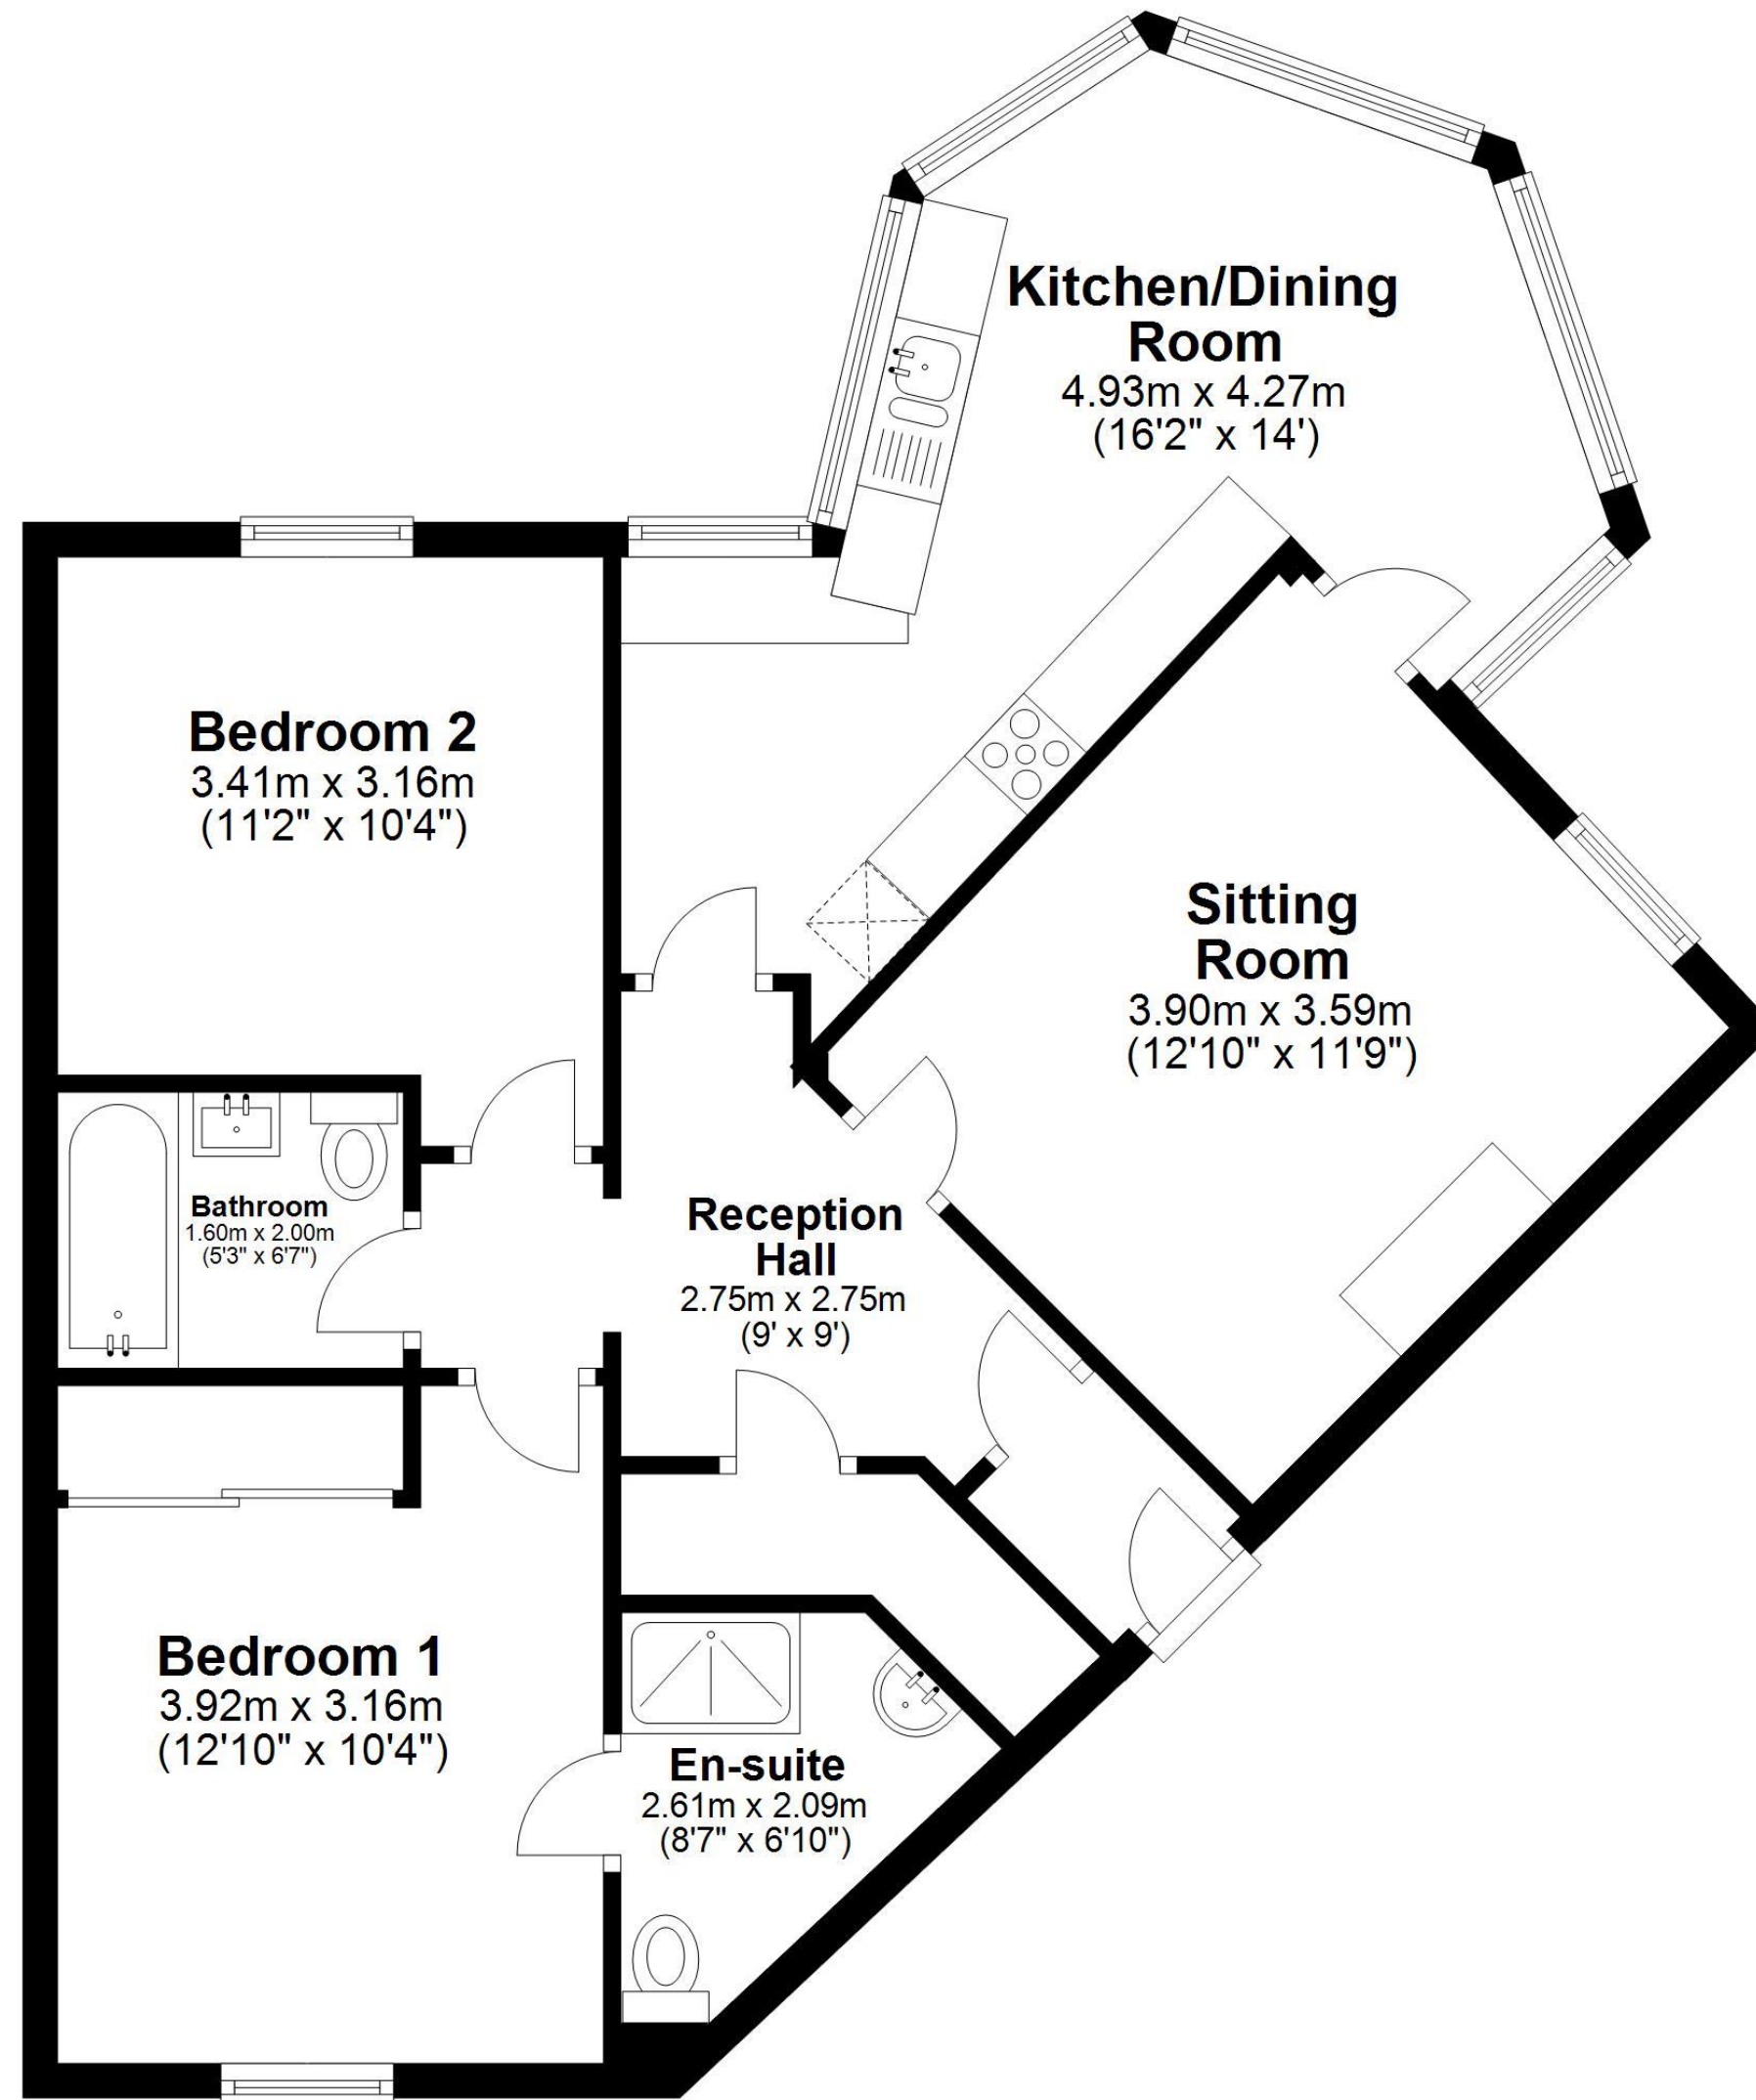 Kitchen/Dining
Room
4.93m x 4.27m
(16'2" x 14')
Bedroom 2
3.41m x 3.16m
(11'2" x 10'4")
Sitting
Room
3.90m x 3.59m
(12'10" x 11'9")
Bathroom
1.60m x 2.00m
(5'3" x 6'7")
Reception
Hall
2.75m x 2.75m
(9' x 9')
Bedroom 1
3.92m x 3.16m
(12'10" x 10'4")
En-suite
2.61m x 2.09m
(8'7" x 6'10")